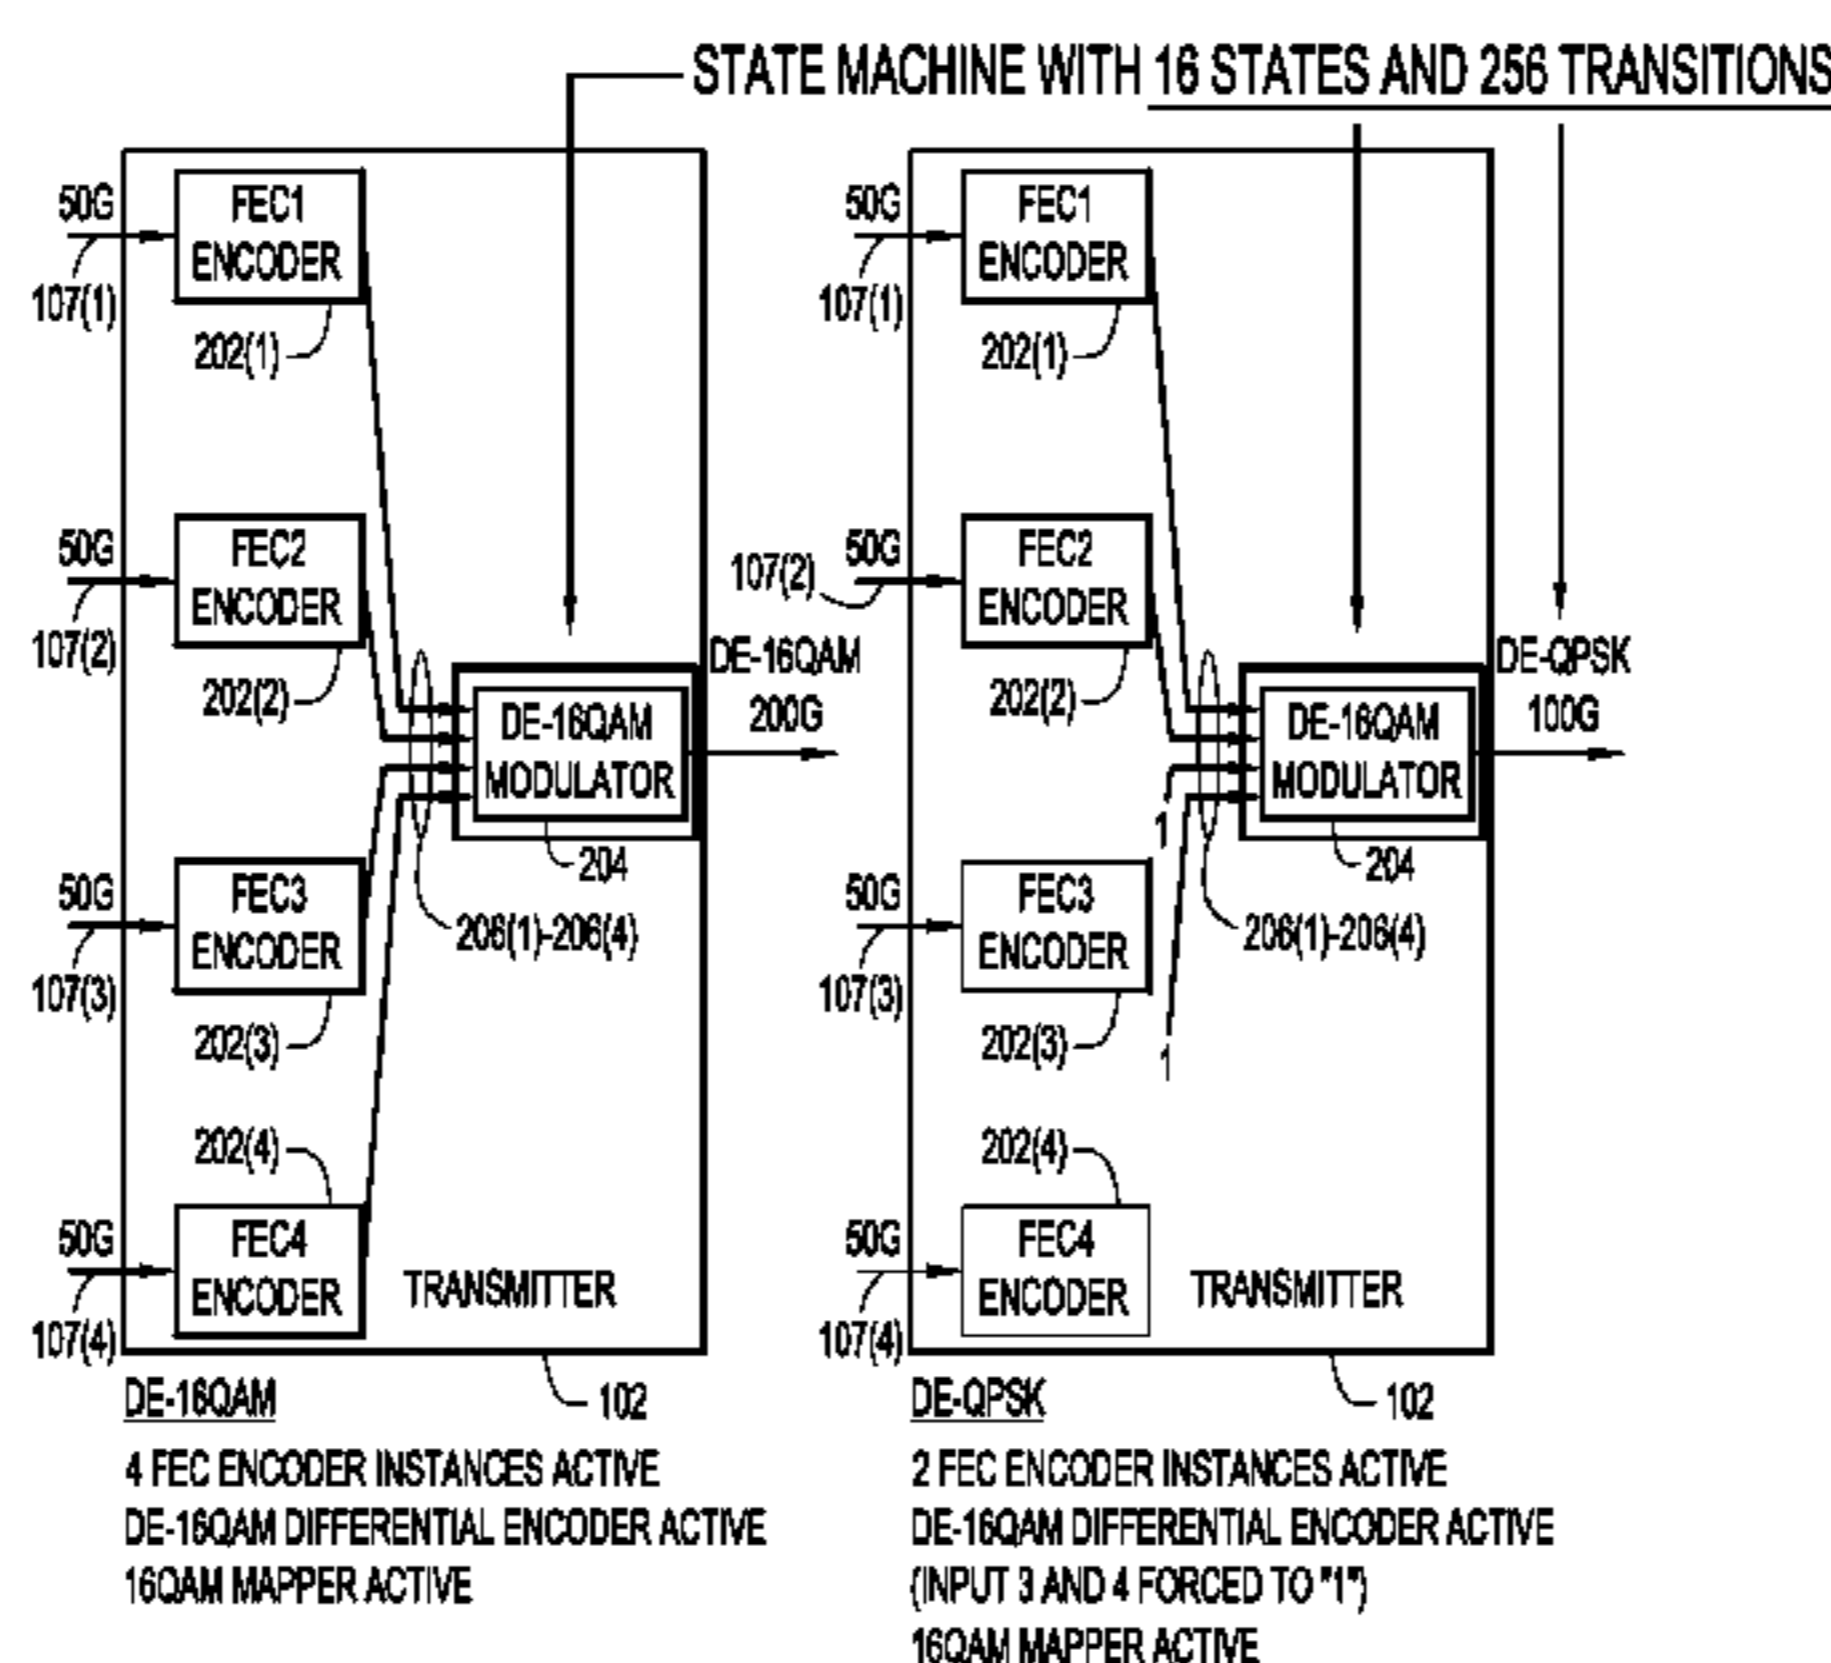 STATE MACHINE WITH 16 STATES AND 256 TRANSITIONS
50G
107(1)
FEC1
ENCODER
202(1)
50G
107(2)
FEC2
ENCODER
202(2)
DE-16QAM
MODULATOR
204
206(1)-206(4)
DE-16QAM
200G
50G
107(3)
FEC3
ENCODER
202(3)
202(4)
50G
107(4)
FEC4
ENCODER
TRANSMITTER
102
DE-16QAM
4 FEC ENCODER INSTANCES ACTIVE
DE-16QAM DIFFERENTIAL ENCODER ACTIVE
16QAM MAPPER ACTIVE
50G
107(1)
FEC1
ENCODER
202(1)
107(2)
50G
FEC2
ENCODER
202(2)
DE-16QAM
MODULATOR
204
206(1)-206(4)
DE-QPSK
100G
1
50G
107(3)
FEC3
ENCODER
202(3)
1
202(4)
50G
107(4)
FEC4
ENCODER
TRANSMITTER
102
DE-QPSK
2 FEC ENCODER INSTANCES ACTIVE
DE-16QAM DIFFERENTIAL ENCODER ACTIVE
(INPUT 3 AND 4 FORCED TO "1")
16QAM MAPPER ACTIVE